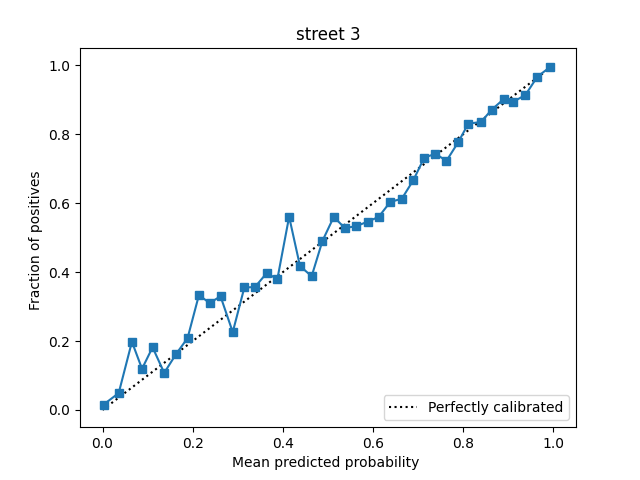 street 3
1.0
0.8
0.6
0.4
0.2
0.0
Fraction of positives
Perfectly calibrated
0.0 0.2 0.4 0.6 0.8 1.0
Mean predicted probability